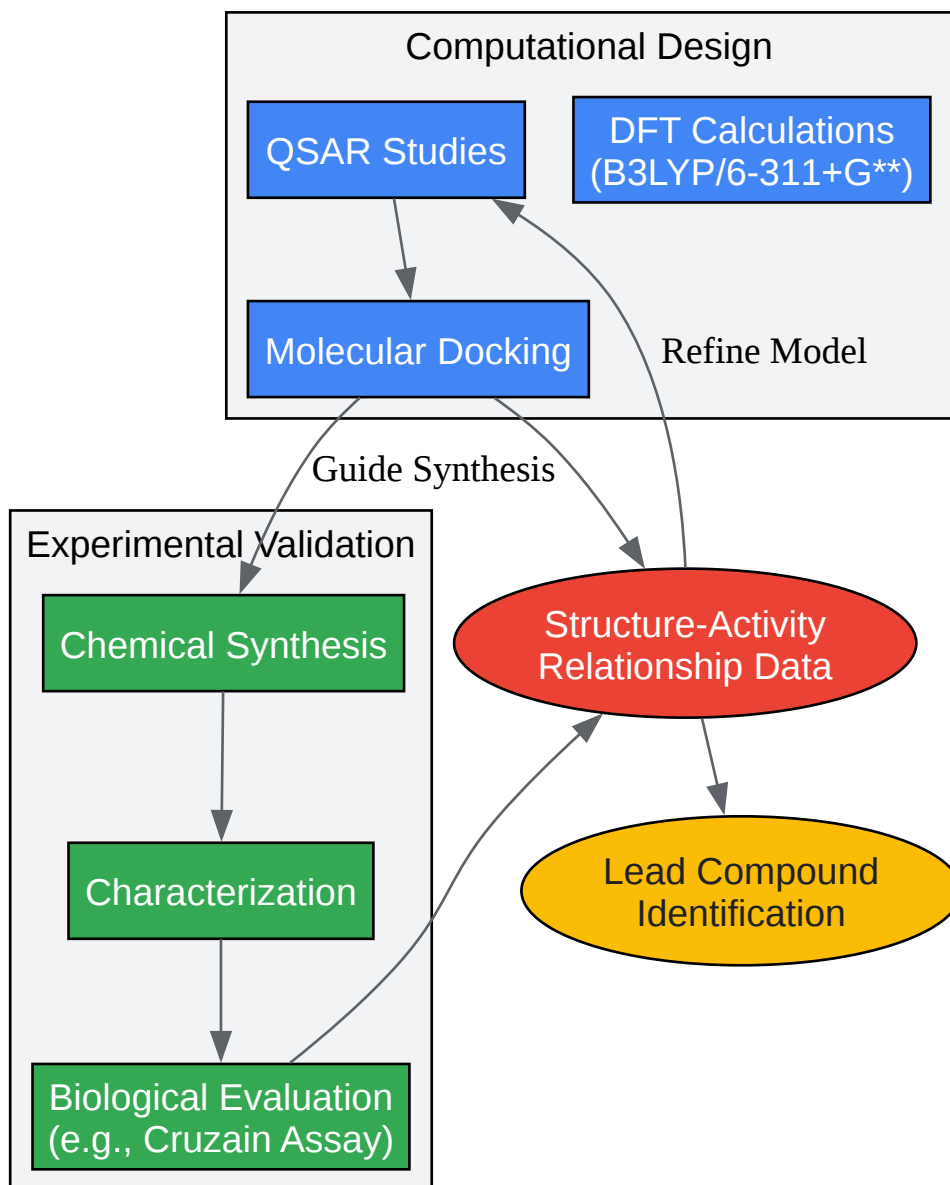 Computational Design
QSAR Studies
DFT Calculations
(B3LYP/6-311+G**)
Molecular Docking
Refine Model
Guide Synthesis
Experimental Validation
Chemical Synthesis
Structure-Activity
Relationship Data
Characterization
Lead Compound
Identification
Biological Evaluation
(e.g., Cruzain Assay)